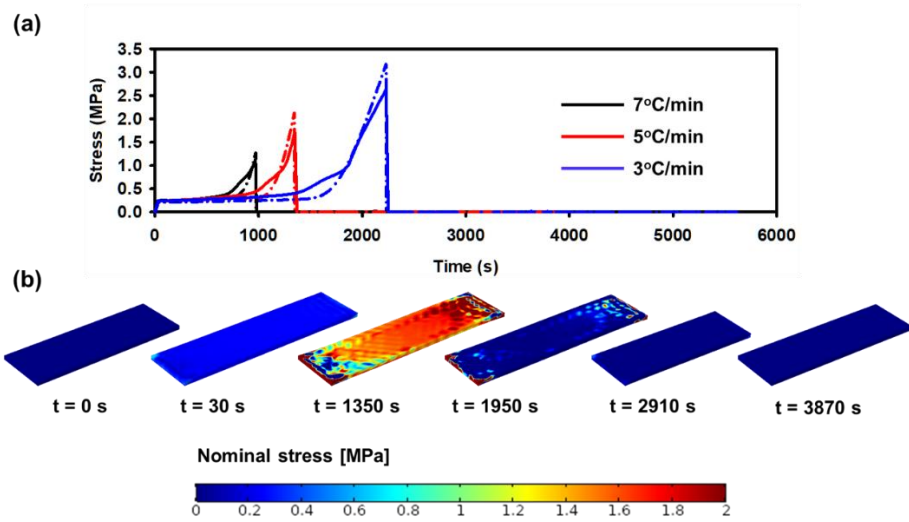 (a)
3.5
3.0
2.5
2.0
1.5
1.0
0.5
0.0
Stress (MPa)
7°C/min
5°C/min
3°C/min
0 1000 2000 3000 4000 5000 6000
Time (s)
(b)
t = 0 s t = 30 s t = 1350 s t = 1950 s t = 2910 s t = 3870 s
Nominal stress [MPa]
0 0.2 0.4 0.6 0.8 1 1.2 1.4 1.6 1.8 2